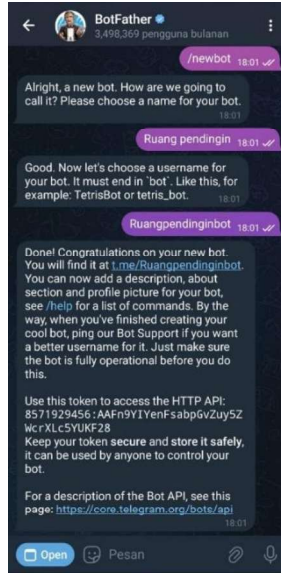 BotFather
3,498,369 pengguna bulanan
/newbot 18:01
Alright, a new bot. How are we going
to call it? Please choose a name for your bot.
18:01
Ruang pendingin 18:01
Good. Now let's choose a username for
your bot. It must end in `bot`. Like this, for
example: TetrisBot or tetris_bot.
18:01
Ruangpendinginbot 18:01
Done! Congratulations on your new bot.
You will find it at t.me/Ruangpendinginbot.
You can now add a description, about
section and profile picture for your bot,
see /help for a list of commands. By the
way, when you've finished creating your
cool bot, ping our Bot Support if you want
a better username for it. Just make sure
the bot is fully operational before you do
this.
Use this token to access the HTTP API:
8571929456:AAFn9YIYenFsabpGvZuy5Z
WcrXLc5YUKF28
Keep your token secure and store it safely,
it can be used by anyone to control your
bot.
For a description of the Bot API, see this
page: https://core.telegram.org/bots/api
18:01
Open
Pesan